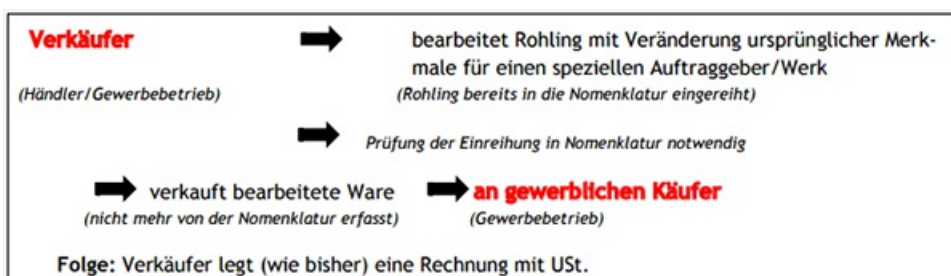 Verkäufer bearbeitet Rohling mit Veränderung ursprünglicher Merk-
male für einen speziellen Auftraggeber/Werk
(Händler/Gewerbebetrieb) (Rohling bereits in die Nomenklatur eingereiht)
Prüfung der Einreihung in Nomenklatur notwendig
verkauft bearbeitete Ware an gewerblichen Käufer
(nicht mehr von der Nomenklatur erfasst) (Gewerbebetrieb)
Folge: Verkäufer legt (wie bisher) eine Rechnung mit USt.